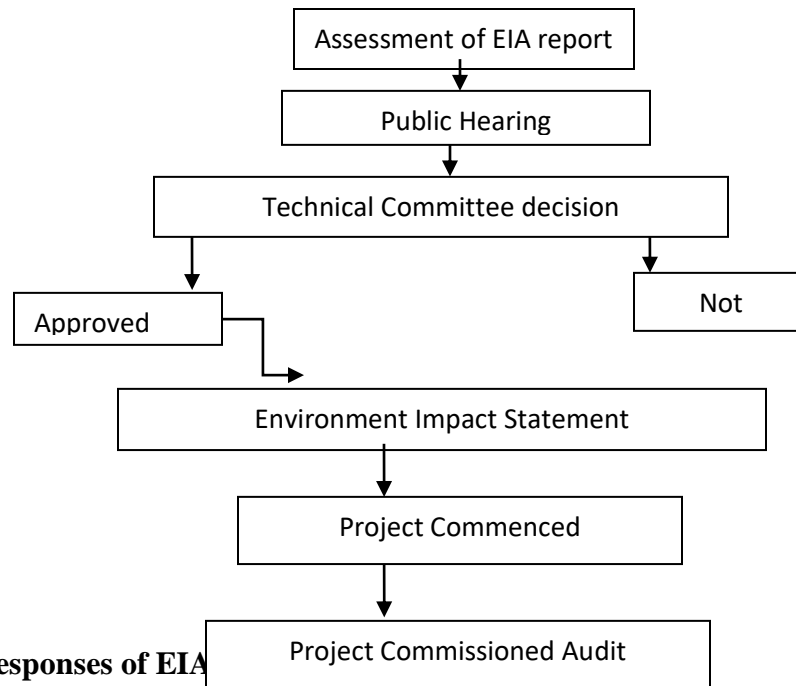 Assessment of EIA report
Public Hearing
Technical Committee decision
Not
Approved
Environment Impact Statement
Project Commenced
Project Commissioned Audit
esponses of EIA